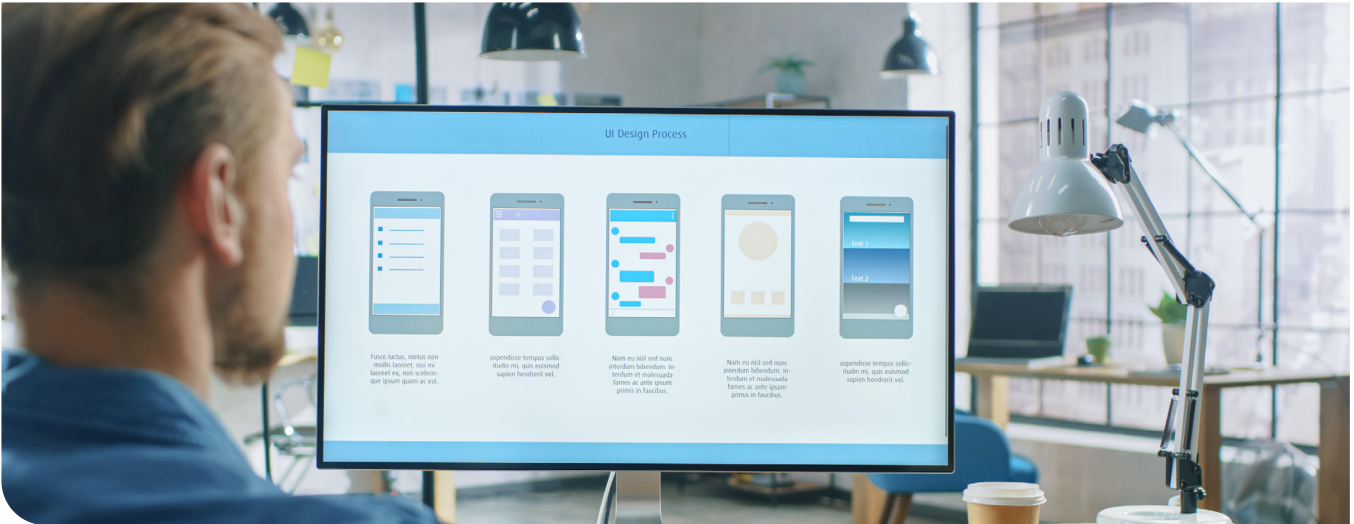 UI Design Process
Text 1
Text 2
Fusce luctus, metus non
mollis laoreet, nisi mi
laoreet ex, non sceleris-
que ipsum quam ac est.
uspendisse tempus sollic-
itudin mi, quis euismod
sapien hendrerit vel.
Nam eu nisl sed nunc
interdum bibendum. In-
terdum et malesuada
fames ac ante ipsum
primis in faucibus.
Nam eu nisl sed nunc
interdum bibendum. In-
terdum et malesuada
fames ac ante ipsum
primis in faucibus.
uspendisse tempus sollic-
itudin mi, quis euismod
sapien hendrerit vel.